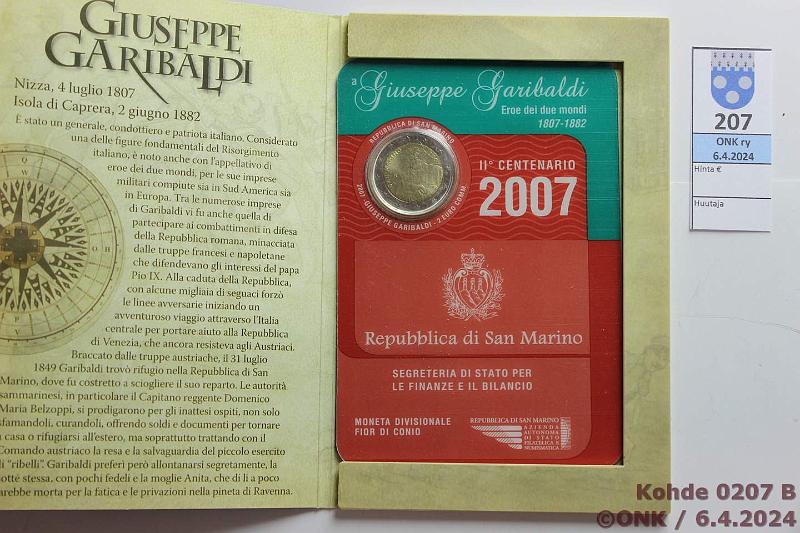 GIUSEPPE
GARIBALDI
Nizza, 4 luglio 1807
Isola di Caprera, 2 giugno 1882
È stato un generale, condottiero e patriota italiano. Considerato
una delle figure fondamentali del Risorgimento
italiano, è noto anche con l'appellativo di
eroe dei due mondi, per le sue imprese
militari compiute sia in Sud America sia
in Europa. Tra le numerose imprese
di Garibaldi vi fu anche quella di
partecipare ai combattimenti in difesa
della Repubblica romana, minacciata
dalle truppe francesi e napoletane
che difendevano gli interessi del papa
Pio IX. Alla caduta della Repubblica,
con alcune migliaia di seguaci forzò
le linee avversarie iniziando un
avventuroso viaggio attraverso l'Italia
centrale per portare aiuto alla Repubblica
di Venezia, che ancora resisteva agli Austriaci.
Braccato dalle truppe austriache, il 31 luglio
1849 Garibaldi trovò rifugio nella Repubblica di San
Marino, dove fu costretto a sciogliere il suo reparto. Le autorità
sammarinesi, in particolare il Capitano reggente Domenico
Maria Belzoppi, si prodigarono per gli inattesi ospiti, non solo
sfamandoli, curandoli, offrendo soldi e documenti per tornare
a casa o rifugiarsi all'estero, ma soprattutto trattando con il
Comando austriaco la resa e la salvaguardia del piccolo esercito
di "ribelli". Garibaldi preferì però allontanarsi segretamente, la
notte stessa, con pochi fedeli e la moglie Anita, che di lì a poco
sarebbe morta per la fatica e le privazioni nella pineta di Ravenna.
a Giuseppe Garibaldi
Eroe dei due mondi
1807-1882
REPUBBLICA DI SAN MARINO
2007 - GIUSEPPE GARIBALDI - 2 EURO COMM.
II° CENTENARIO
2007
Repubblica di San Marino
SEGRETERIA DI STATO PER
LE FINANZE E IL BILANCIO
MONETA DIVISIONALE
FIOR DI CONIO
REPUBBLICA DI SAN MARINO
AZIENDA
AUTONOMA
DI STATO
FILATELICA E
NUMISMATICA
207
ONK ry
6.4.2024
Hinta €
Huutaja
Kohde 0207 B
©ONK / 6.4.2024